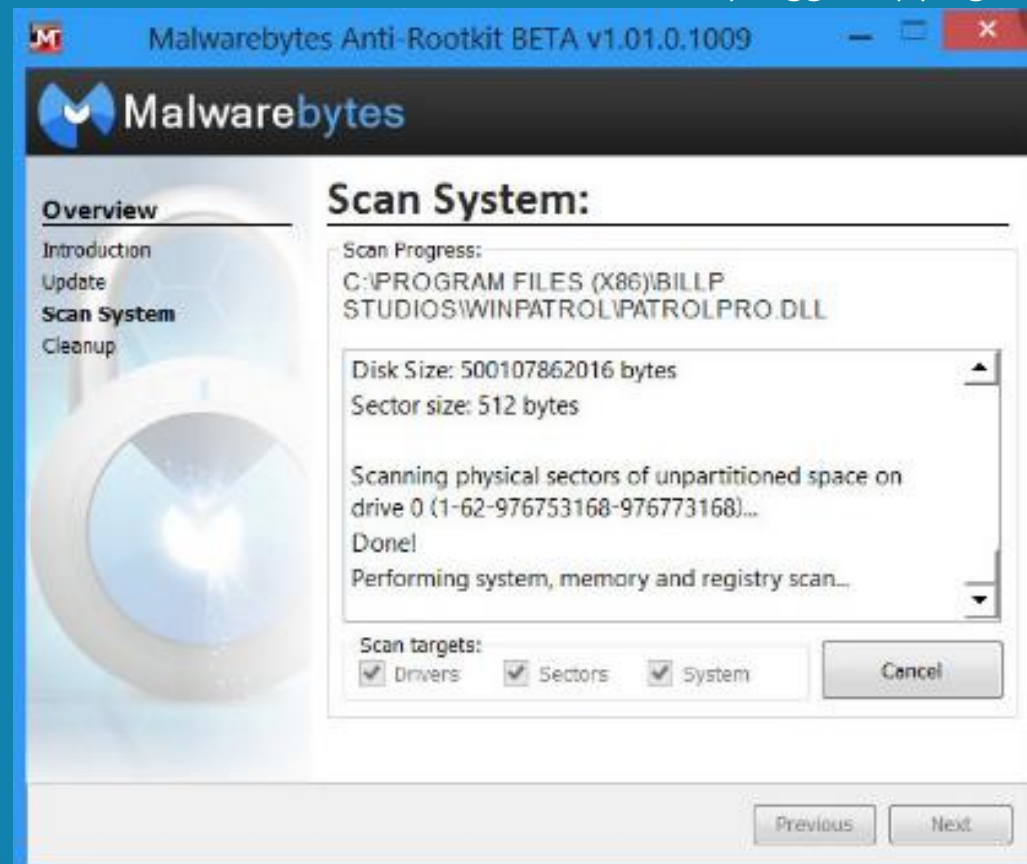 Malwarebytes Anti-Rootkit BETA v1.01.0.1009
Malwarebytes
Overview
Introduction
Update
Scan System
Cleanup
Scan System:
Scan Progress:
C:\PROGRAM FILES (X86)\BILLP
STUDIOS\WINPATROL\PATROLPRO.DLL
Disk Size: 500107862016 bytes
Sector size: 512 bytes
Scanning physical sectors of unpartitioned space on
drive 0 (1-62-976753168-976773168)...
Done!
Performing system, memory and registry scan...
Scan targets:
Drivers
Sectors
System
Cancel
Previous
Next